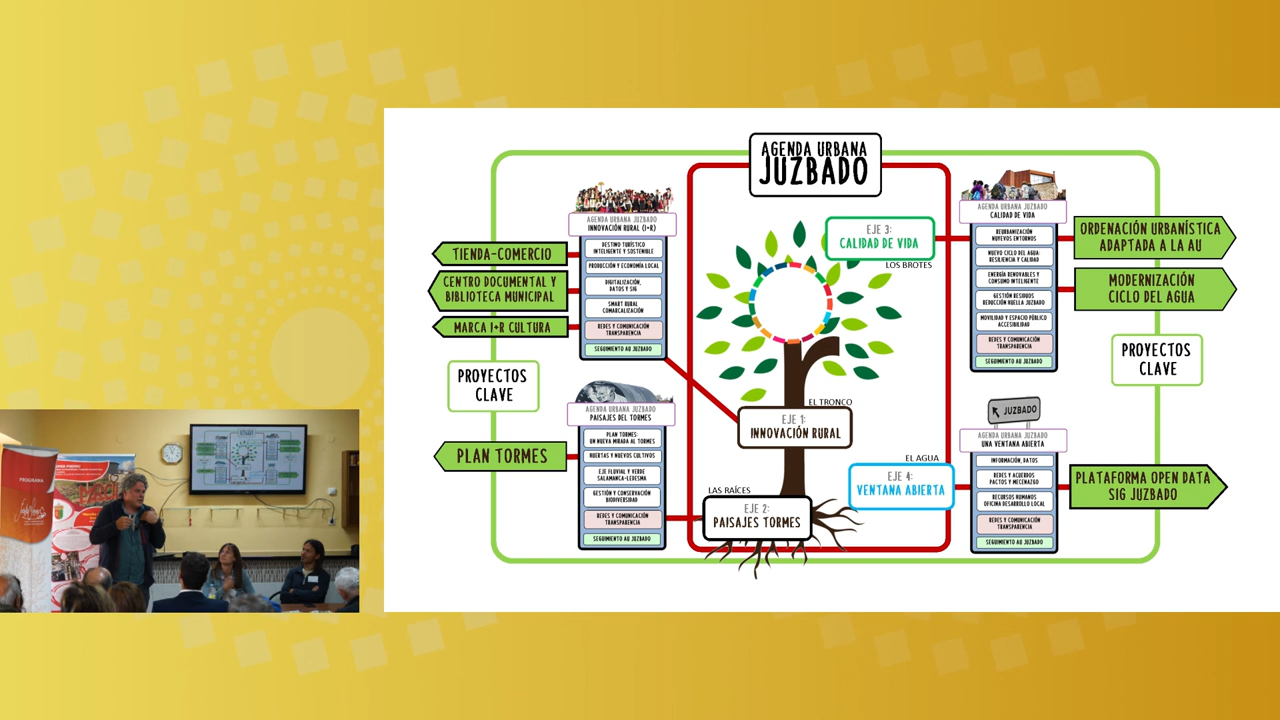 AGENDA URBANA
JUZBADO
AGENDA URBANA JUZBADO
INNOVACIÓN RURAL (I+R)
DESTINO TURÍSTICO
INTELIGENTE Y SOSTENIBLE
PRODUCCIÓN Y ECONOMÍA LOCAL
DIGITALIZACIÓN,
DATOS Y SIG
SMART RURAL
COMARCALIZACIÓN
REDES Y COMUNICACIÓN
TRANSPARENCIA
SEGUIMIENTO AU JUZBADO
TIENDA-COMERCIO
CENTRO DOCUMENTAL Y
BIBLIOTECA MUNICIPAL
MARCA I+R CULTURA
PROYECTOS
CLAVE
AGENDA URBANA JUZBADO
PAISAJES DEL TORMES
PLAN TORMES:
UN NUEVA MIRADA AL TORMES
HUERTAS Y NUEVOS CULTIVOS
EJE FLUVIAL Y VERDE
SALAMANCA-LEDESMA
GESTIÓN Y CONSERVACIÓN
BIODIVERSIDAD
REDES Y COMUNICACIÓN
TRANSPARENCIA
SEGUIMIENTO AU JUZBADO
PLAN TORMES
EJE 3:
CALIDAD DE VIDA
LOS BROTES
EL TRONCO
EJE 1:
INNOVACIÓN RURAL
EL AGUA
EJE 4:
VENTANA ABIERTA
LAS RAÍCES
EJE 2:
PAISAJES TORMES
AGENDA URBANA JUZBADO
CALIDAD DE VIDA
REURBANIZACIÓN
NUYEVOS ENTORNOS
NUEVO CICLO DEL AGUA:
RESILIENCIA Y CALIDAD
ENERGÍA RENOVABLES Y
CONSUMO INTELIGENTE
GESTIÓN RESIDUOS
REDUCCIÓN HUELLA JUZBADO
MOVILIDAD Y ESPACIO PÚBLICO
ACCESIBILIDAD
REDES Y COMUNICACIÓN
TRANSPARENCIA
SEGUIMIENTO AU JUZBADO
ORDENACIÓN URBANÍSTICA
ADAPTADA A LA AU
MODERNIZACIÓN
CICLO DEL AGUA
PROYECTOS
CLAVE
JUZBADO
AGENDA URBANA JUZBADO
UNA VENTANA ABIERTA
INFORMACIÓN, DATOS
REDES Y ACUERDOS
PACTOS Y MECENAZGO
RECURSOS HUMANOS
OFICINA DESARROLLO LOCAL
REDES Y COMUNICACIÓN
TRANSPARENCIA
SEGUIMIENTO AU JUZBADO
PLATAFORMA OPEN DATA
SIG JUZBADO
PROGRAMA